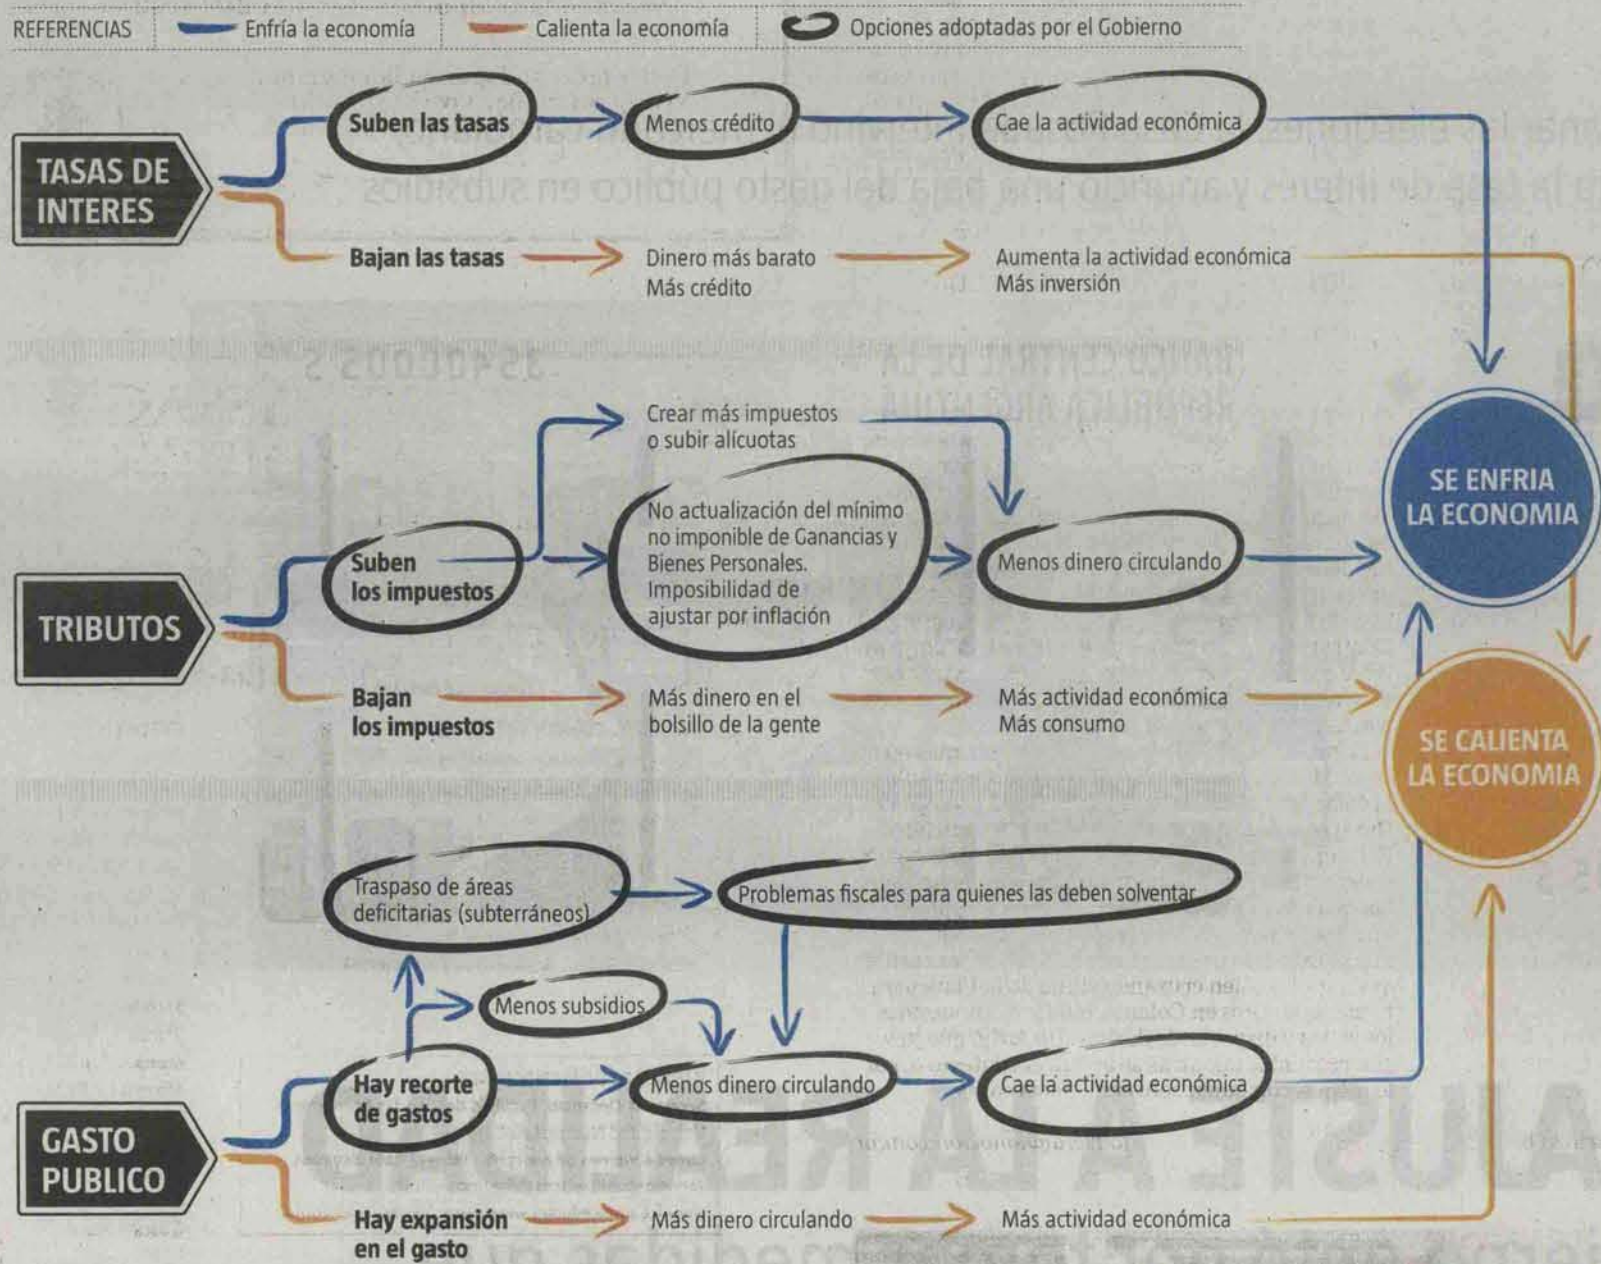 REFERENCIAS
Enfría la economía
Calienta la economía
Opciones adoptadas por el Gobierno
TASAS DE
INTERES
Suben las tasas
Menos crédito
Cae la actividad económica
Bajan las tasas
Dinero más barato
Más crédito
Aumenta la actividad económica
Más inversión
TRIBUTOS
Suben
los impuestos
Crear más impuestos
o subir alícuotas
No actualización del mínimo
no imponible de Ganancias y
Bienes Personales.
Imposibilidad de
ajustar por inflación
Menos dinero circulando
Bajan
los impuestos
Más dinero en el
bolsillo de la gente
Más actividad económica
Más consumo
SE ENFRIA
LA ECONOMIA
SE CALIENTA
LA ECONOMIA
GASTO
PUBLICO
Traspaso de áreas
deficitarias (subterráneos)
Problemas fiscales para quienes las deben solventar
Menos subsidios
Hay recorte
de gastos
Menos dinero circulando
Cae la actividad económica
Hay expansión
en el gasto
Más dinero circulando
Más actividad económica